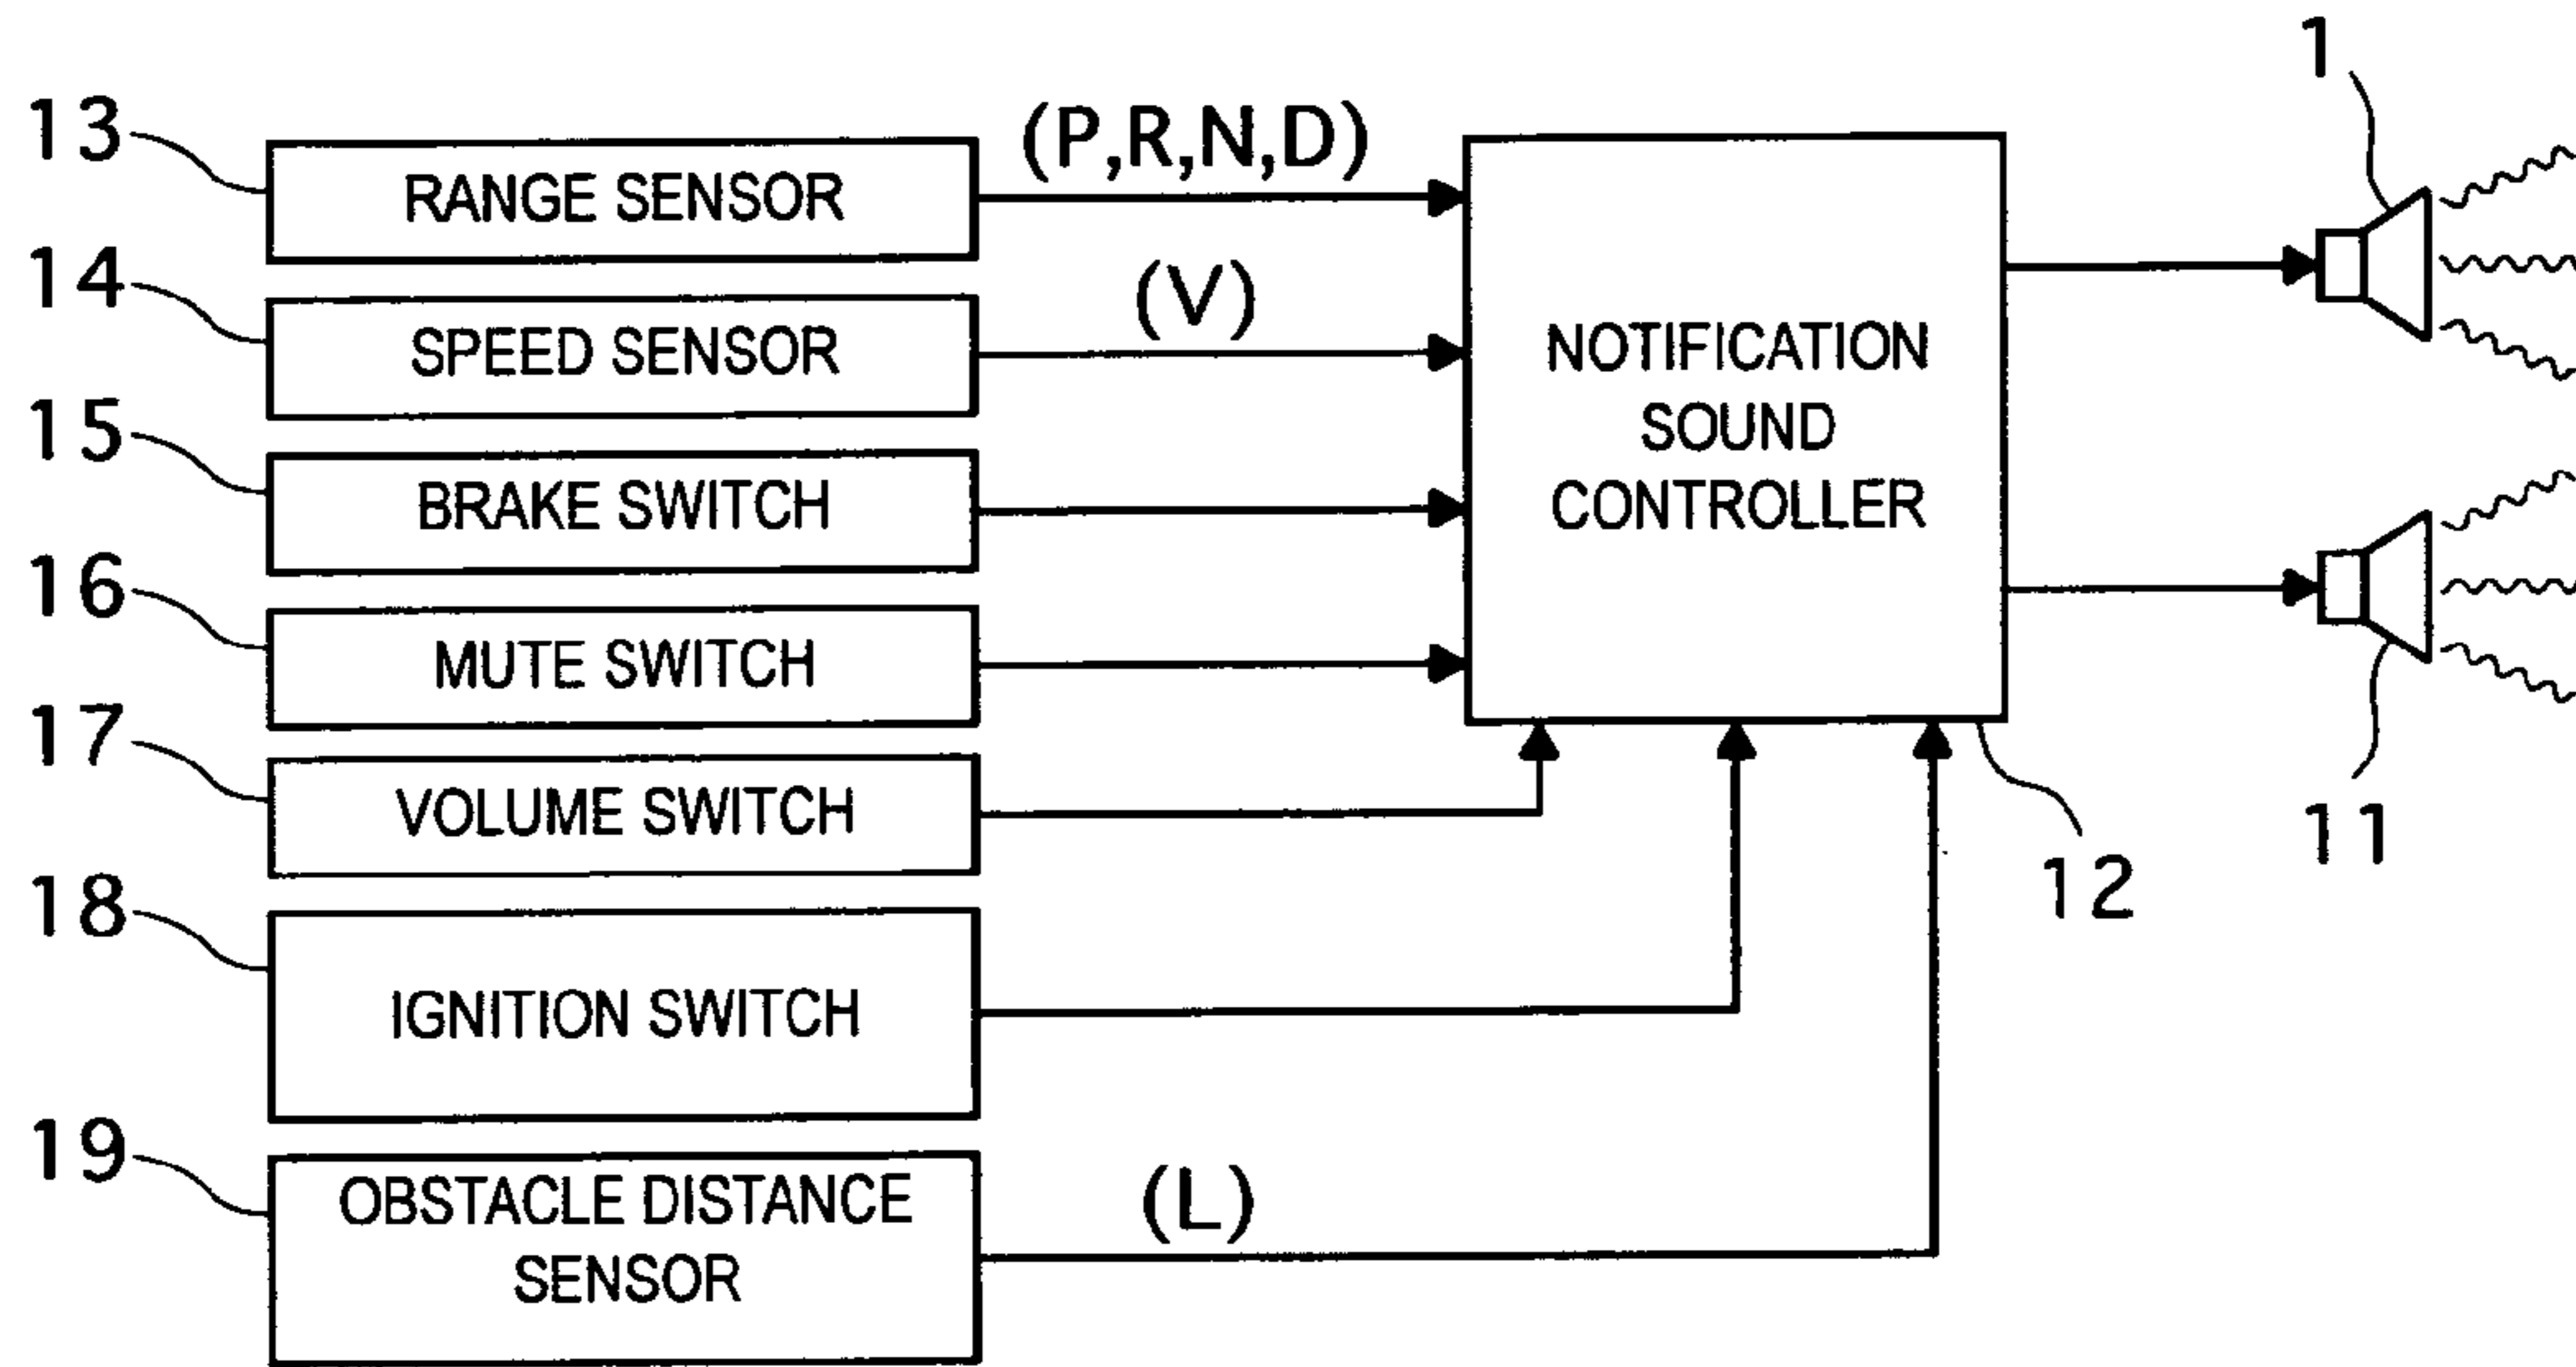 1
13
RANGE SENSOR
(P,R,N,D)
14
SPEED SENSOR
(V)
NOTIFICATION
SOUND
CONTROLLER
15
BRAKE SWITCH
16
MUTE SWITCH
17
VOLUME SWITCH
11
12
18
IGNITION SWITCH
19
OBSTACLE DISTANCE
SENSOR
(L)